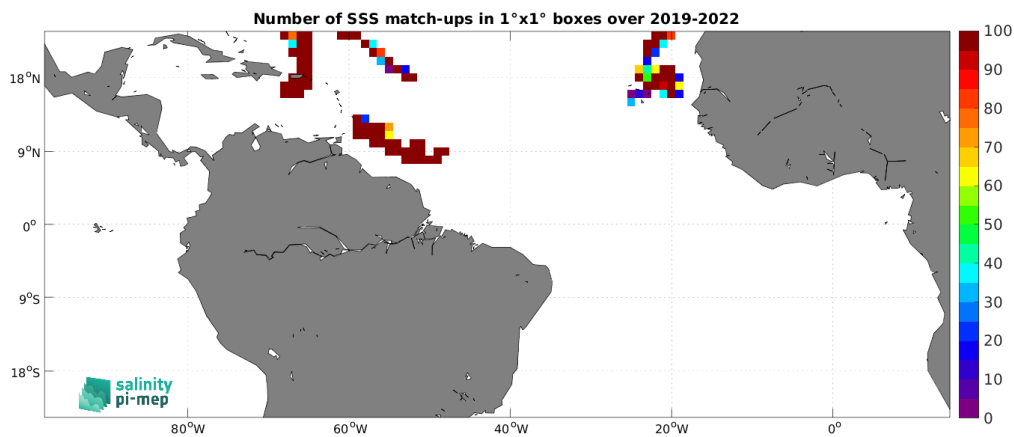 Number of SSS match-ups in 1°x1° boxes over 2019-2022
18°N
9°N
0°
9°S
18°S
80°W
60°W
40°W
20°W
0°
100
90
80
70
60
50
40
30
20
10
0
salinity
pi-mep